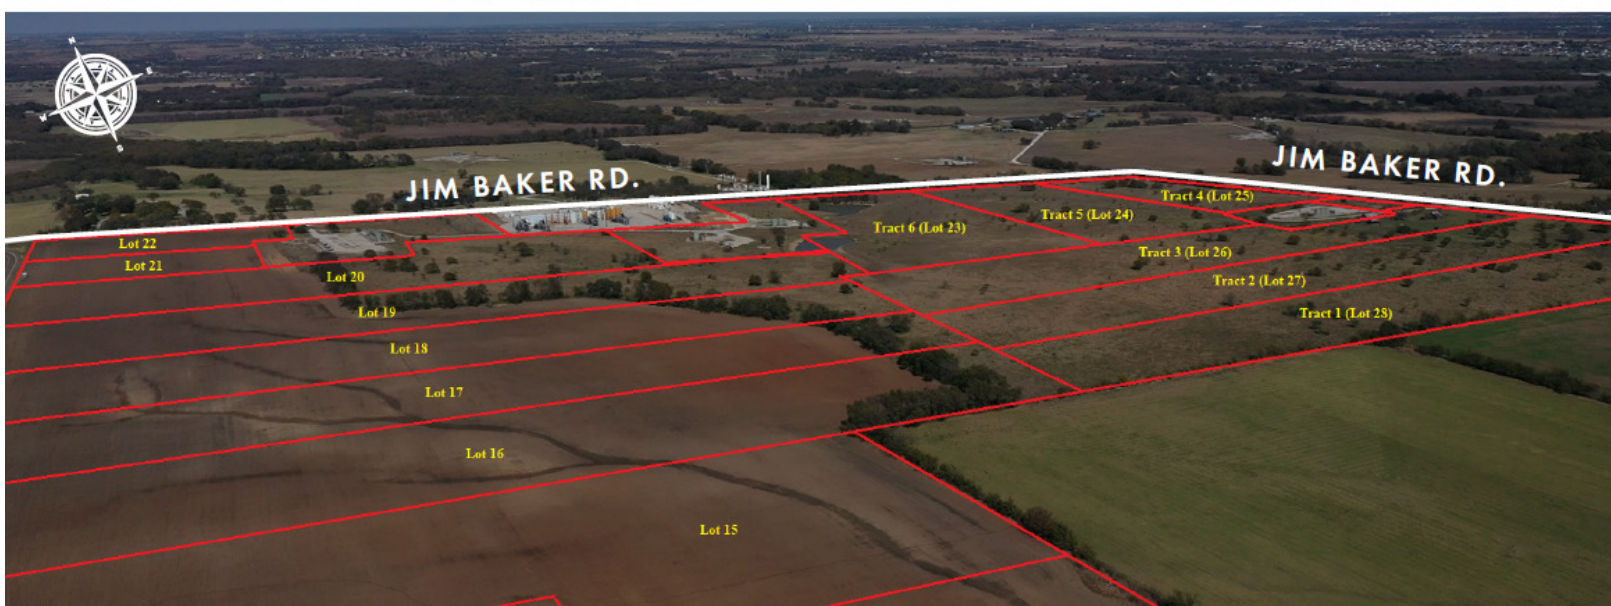 N
E
W
S
JIM BAKER RD.
JIM BAKER RD.
Tract 4 (Lot 25)
Tract 5 (Lot 24)
Tract 6 (Lot 23)
Lot 22
Tract 3 (Lot 26)
Lot 21
Lot 20
Tract 2 (Lot 27)
Lot 19
Tract 1 (Lot 28)
Lot 18
Lot 17
Lot 16
Lot 15